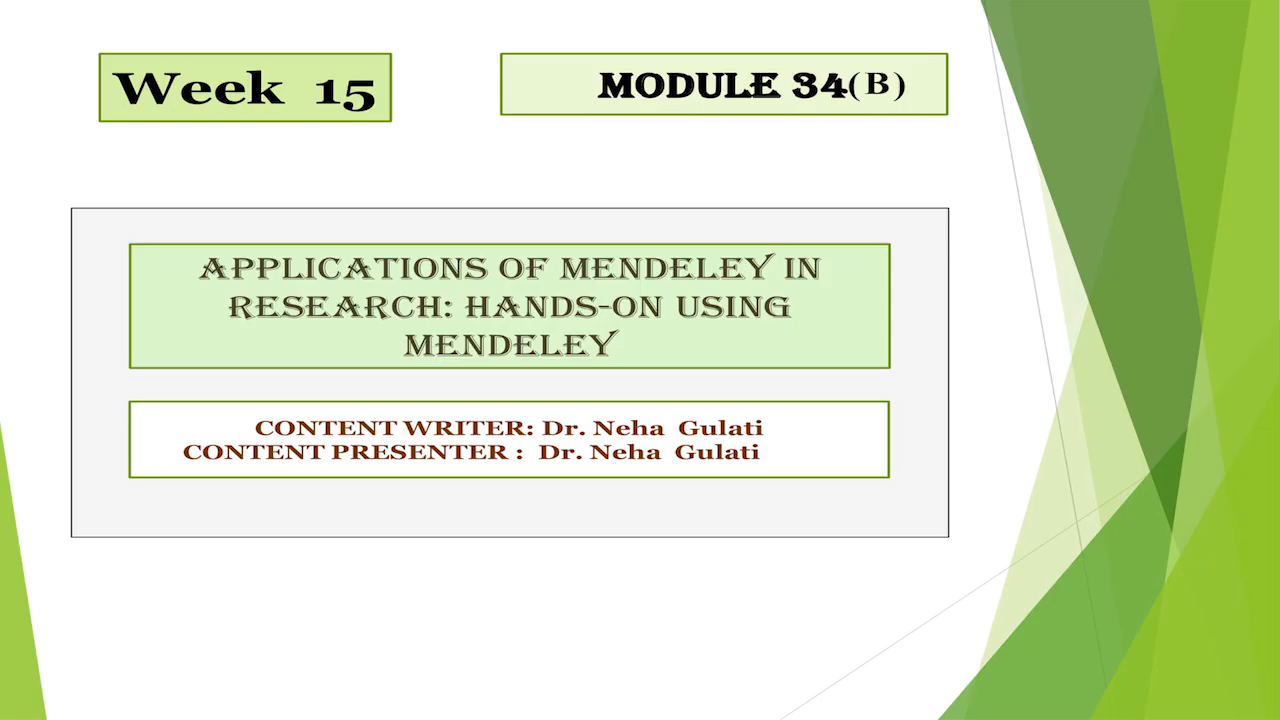 Week 15
MODULE 34(B)
APPLICATIONS OF MENDELEY IN
RESEARCH: HANDS-ON USING
MENDELEY
CONTENT WRITER: Dr. Neha Gulati
CONTENT PRESENTER : Dr. Neha Gulati